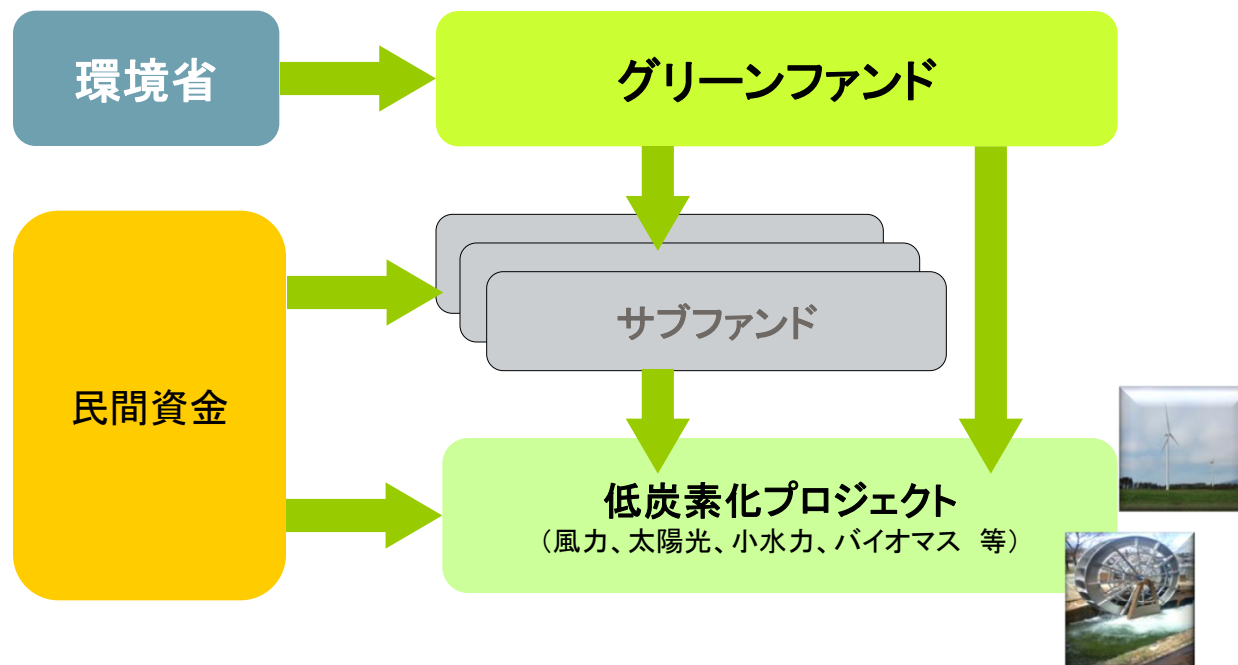 環境省
グリーンファンド
サブファンド
民間資金
低炭素化プロジェクト
（風力、太陽光、小水力、バイオマス　等）